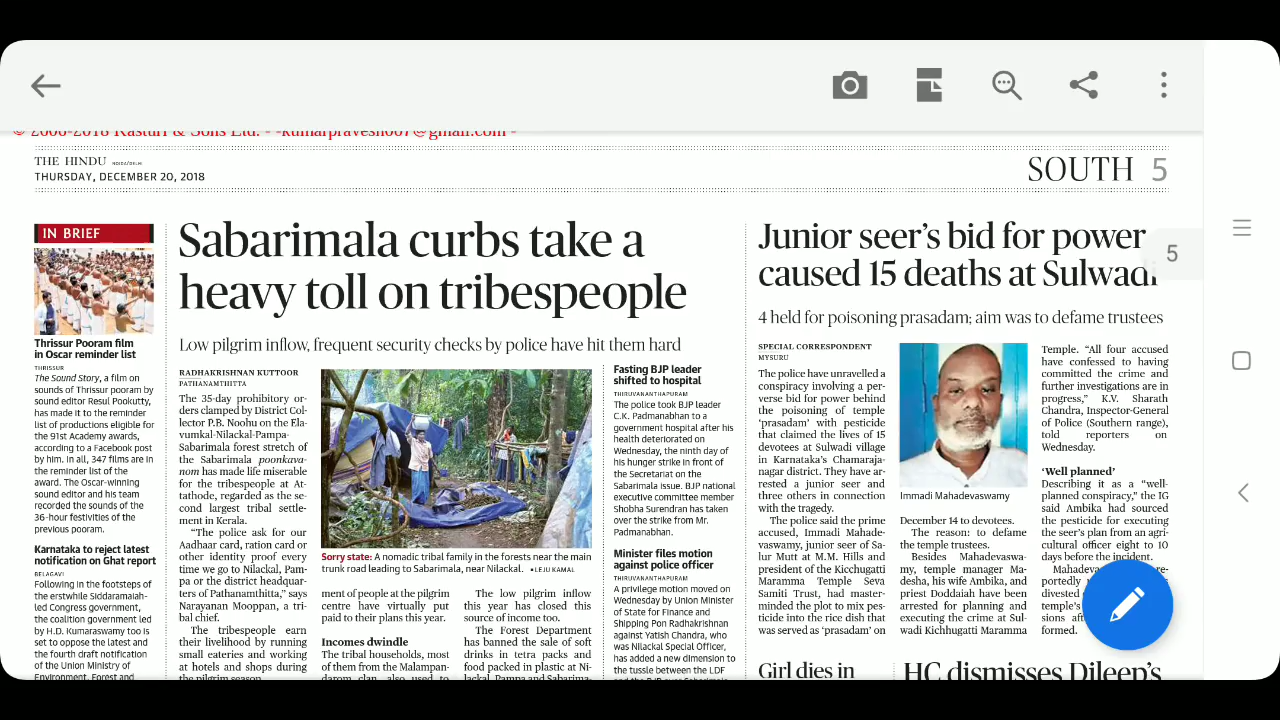 © 2006-2018 Kasturi & Sons Ltd. - -kumarpravesh007@gmail.com -
THE HINDU NOIDA/DELHI
THURSDAY, DECEMBER 20, 2018
SOUTH 5
5
IN BRIEF
Thrissur Pooram film
in Oscar reminder list
THRISSUR
The Sound Story, a film on
sounds of Thrissur pooram by
sound editor Resul Pookutty,
has made it to the reminder
list of productions eligible for
the 91st Academy awards,
according to a Facebook post
by him. In all, 347 films are in
the reminder list of the
award. The Oscar-winning
sound editor and his team
recorded the sounds of the
36-hour festivities of the
previous pooram.
Karnataka to reject latest
notification on Ghat report
BELAGAVI
Following in the footsteps of
the erstwhile Siddaramaiah-
led Congress government,
the coalition government led
by H.D. Kumaraswamy too is
set to oppose the latest and
the fourth draft notification
of the Union Ministry of
Environment, Forest and
Sabarimala curbs take a
heavy toll on tribespeople
Low pilgrim inflow, frequent security checks by police have hit them hard
RADHAKRISHNAN KUTTOOR
PATHANAMTHITTA
The 35-day prohibitory or-
ders clamped by District Col-
lector P.B. Noohu on the Ela-
vumkal-Nilackal-Pampa-
Sabarimala forest stretch of
the Sabarimala poonkava-
nom has made life miserable
for the tribespeople at At-
tathode, regarded as the se-
cond largest tribal settle-
ment in Kerala.
“The police ask for our
Aadhaar card, ration card or
other identity proof every
time we go to Nilackal, Pam-
pa or the district headquar-
ters of Pathanamthitta,” says
Narayanan Mooppan, a tri-
bal chief.
The tribespeople earn
their livelihood by running
small eateries and working
at hotels and shops during
the pilgrim season.
Sorry state: A nomadic tribal family in the forests near the main
trunk road leading to Sabarimala, near Nilackal. •LEJU KAMAL
ment of people at the pilgrim
centre have virtually put
paid to their plans this year.
Incomes dwindle
The tribal households, most
of them from the Malampan-
daram clan, also used to
The low pilgrim inflow
this year has closed this
source of income too.
The Forest Department
has banned the sale of soft
drinks in tetra packs and
food packed in plastic at Ni-
lackal, Pampa and Sabarima-
Fasting BJP leader
shifted to hospital
THIRUVANANTHAPURAM
The police took BJP leader
C.K. Padmanabhan to a
government hospital after his
health deteriorated on
Wednesday, the ninth day of
his hunger strike in front of
the Secretariat on the
Sabarimala issue. BJP national
executive committee member
Shobha Surendran has taken
over the strike from Mr.
Padmanabhan.
Minister files motion
against police officer
THIRUVANANTHAPURAM
A privilege motion moved on
Wednesday by Union Minister
of State for Finance and
Shipping Pon Radhakrishnan
against Yatish Chandra, who
was Nilackal Special Officer,
has added a new dimension to
the tussle between the LDF
Junior seer’s bid for power
caused 15 deaths at Sulwadi
4 held for poisoning prasadam; aim was to defame trustees
SPECIAL CORRESPONDENT
MYSURU
The police have unravelled a
conspiracy involving a per-
verse bid for power behind
the poisoning of temple
‘prasadam’ with pesticide
that claimed the lives of 15
devotees at Sulwadi village
in Karnataka’s Chamaraja-
nagar district. They have ar-
rested a junior seer and
three others in connection
with the tragedy.
The police said the prime
accused, Immadi Mahade-
vaswamy, junior seer of Sa-
lur Mutt at M.M. Hills and
president of the Kicchugatti
Maramma Temple Seva
Samiti Trust, had master-
minded the plot to mix pes-
ticide into the rice dish that
was served as ‘prasadam’ on
Immadi Mahadevaswamy
December 14 to devotees.
The reason: to defame
the temple trustees.
Besides Mahadevaswa-
my, temple manager Ma-
desha, his wife Ambika, and
priest Doddaiah have been
arrested for planning and
executing the crime at Sul-
wadi Kichhugatti Maramma
Temple. “All four accused
have confessed to having
committed the crime and
further investigations are in
progress,” K.V. Sharath
Chandra, Inspector-General
of Police (Southern range),
told reporters on
Wednesday.
‘Well planned’
Describing it as a “well-
planned conspiracy,” the IG
said Ambika had sourced
the pesticide for executing
the seer’s plan from an agri-
cultural officer eight to 10
days before the incident.
Mahadev re-
portedly
divested
temple’s
sions aft
formed.
Girl dies in
HC dismisses Dileep’s